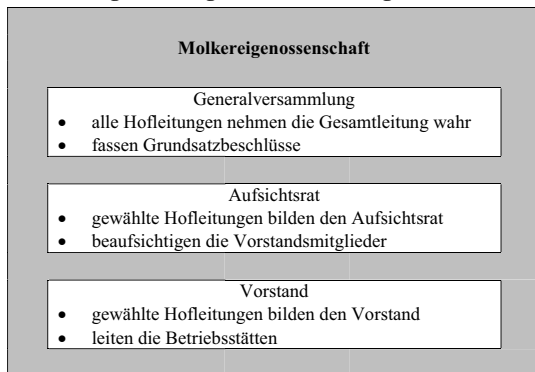 Molkereigenossenschaft
Generalversammlung
• alle Hofleitungen nehmen die Gesamtleitung wahr
• fassen Grundsatzbeschlüsse
Aufsichtsrat
• gewählte Hofleitungen bilden den Aufsichtsrat
• beaufsichtigen die Vorstandsmitglieder
Vorstand
• gewählte Hofleitungen bilden den Vorstand
• leiten die Betriebsstätten